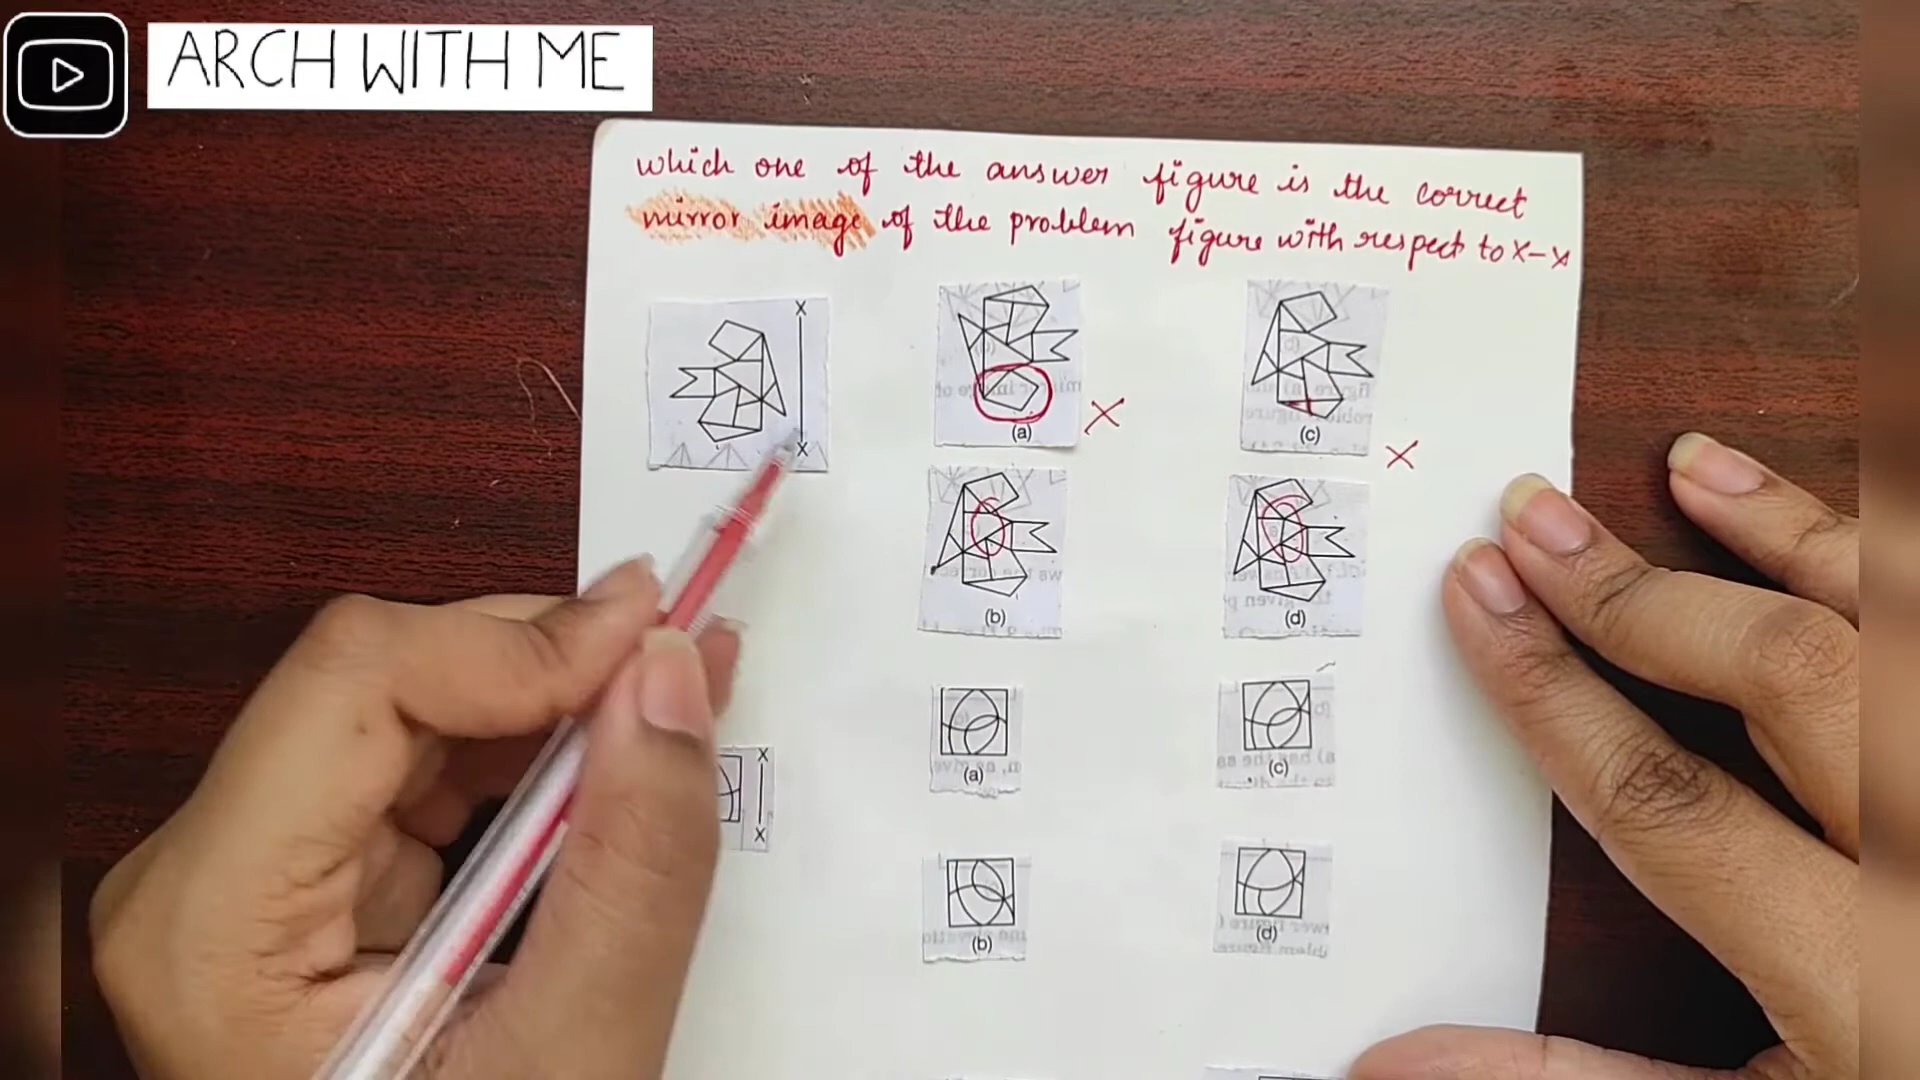 ARCH WITH ME
which one of the answer figure is the correct
mirror image of the problem figure with respect to X-X
X
X
(a)
X
(c)
X
(b)
(d)
X
X
(a)
(c)
(b)
(d)